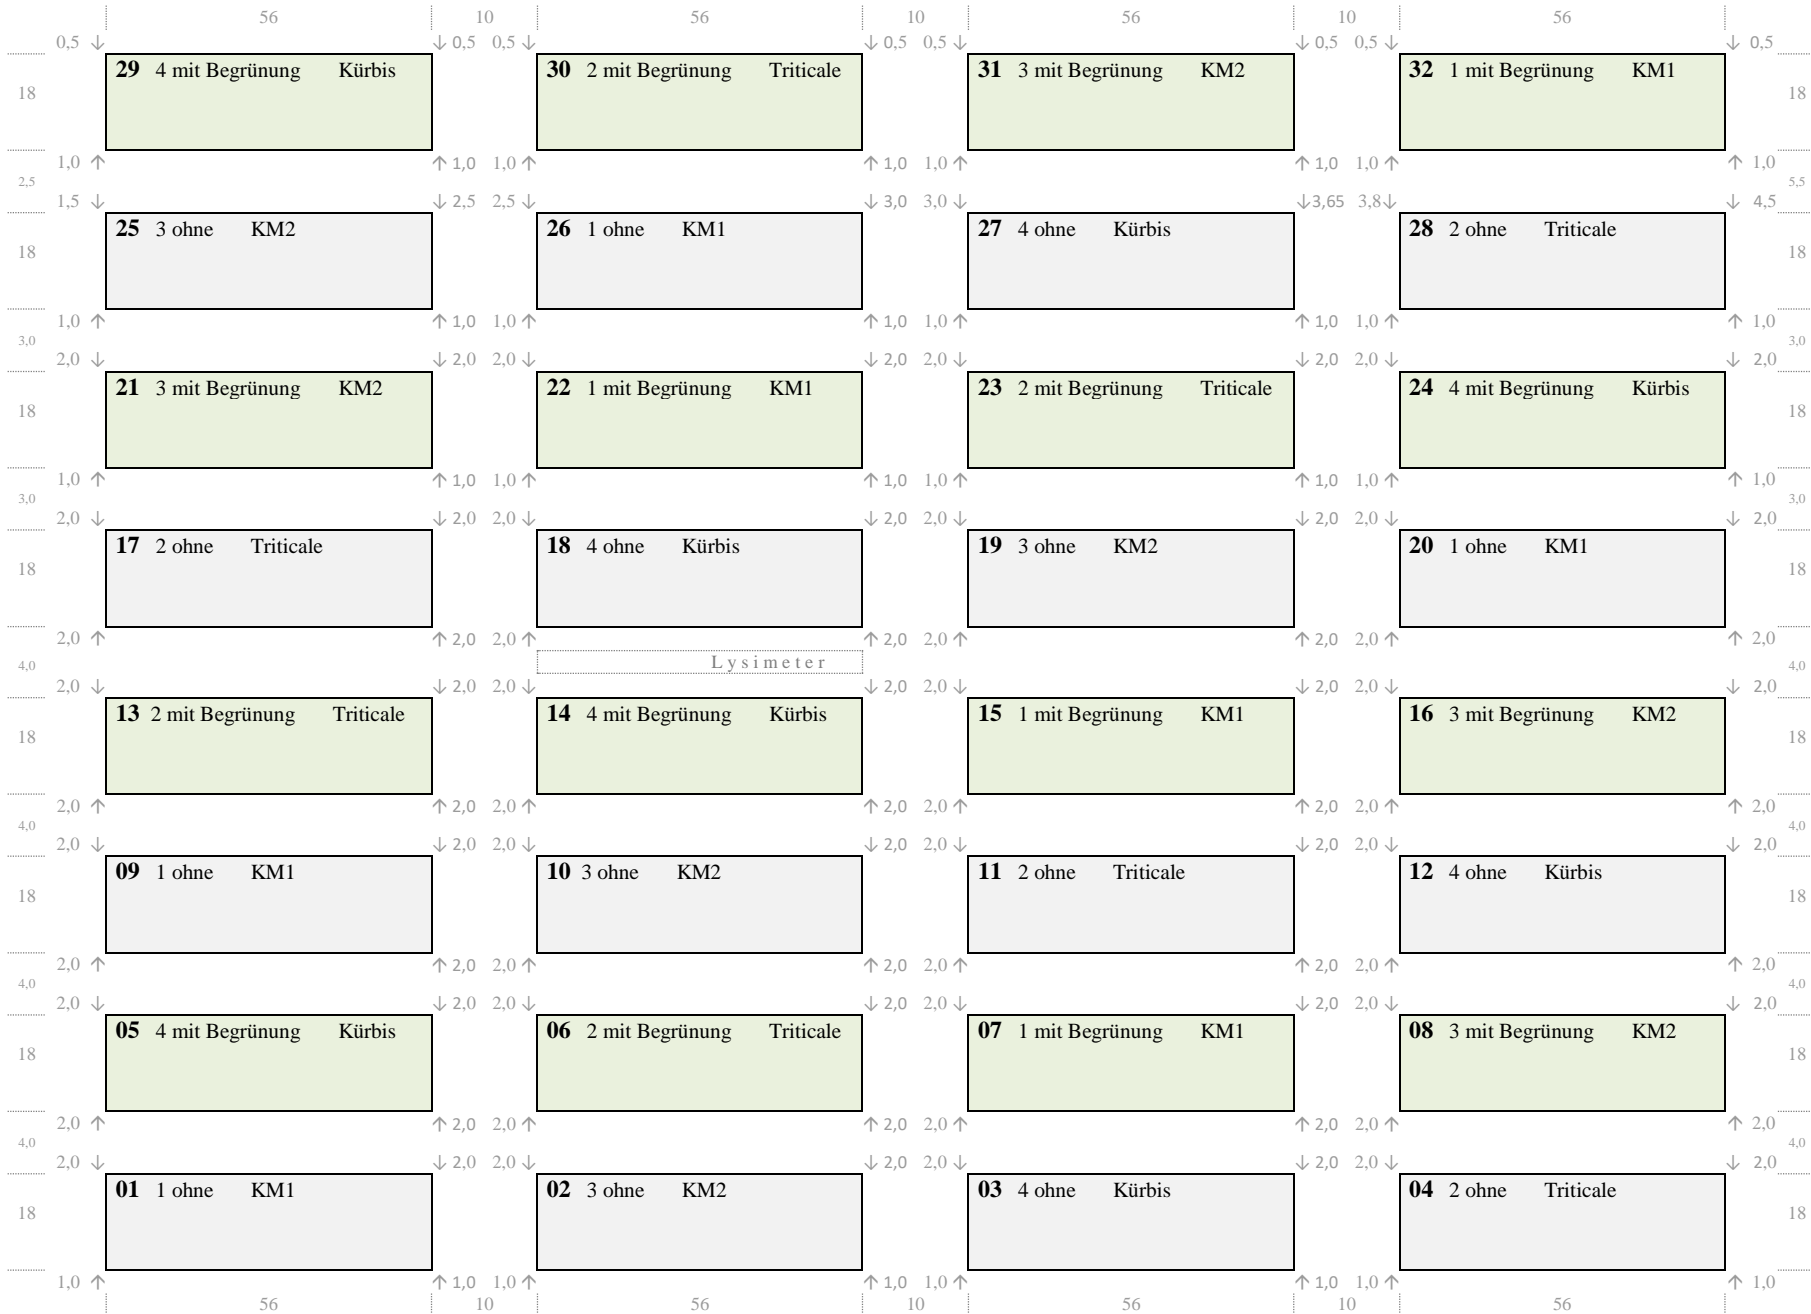 56 10 56 10 56 10 56
0,5 ↓ ↓ 0,5 0,5 ↓ ↓ 0,5 0,5 ↓ ↓ 0,5 0,5 ↓ ↓ 0,5
29 4 mit Begrünung Kürbis 30 2 mit Begrünung Triticale 31 3 mit Begrünung KM2 32 1 mit Begrünung KM1
18 18
1,0 ↑ ↑ 1,0 1,0 ↑ ↑ 1,0 1,0 ↑ ↑ 1,0 1,0 ↑ ↑ 1,0
2,5 5,5
1,5 ↓ ↓ 2,5 2,5 ↓ ↓ 3,0 3,0 ↓ ↓3,65 3,8↓ ↓ 4,5
25 3 ohne KM2 26 1 ohne KM1 27 4 ohne Kürbis 28 2 ohne Triticale
18 18
1,0 ↑ ↑ 1,0 1,0 ↑ ↑ 1,0 1,0 ↑ ↑ 1,0 1,0 ↑ ↑ 1,0
3,0 3,0
2,0 ↓ ↓ 2,0 2,0 ↓ ↓ 2,0 2,0 ↓ ↓ 2,0 2,0 ↓ ↓ 2,0
21 3 mit Begrünung KM2 22 1 mit Begrünung KM1 23 2 mit Begrünung Triticale 24 4 mit Begrünung Kürbis
18 18
1,0 ↑ ↑ 1,0 1,0 ↑ ↑ 1,0 1,0 ↑ ↑ 1,0 1,0 ↑ ↑ 1,0
3,0 3,0
2,0 ↓ ↓ 2,0 2,0 ↓ ↓ 2,0 2,0 ↓ ↓ 2,0 2,0 ↓ ↓ 2,0
17 2 ohne Triticale 18 4 ohne Kürbis 19 3 ohne KM2 20 1 ohne KM1
18 18
2,0 ↑ ↑ 2,0 2,0 ↑ ↑ 2,0 2,0 ↑ ↑ 2,0 2,0 ↑ ↑ 2,0
4,0 Lysimeter 4,0
2,0 ↓ ↓ 2,0 2,0 ↓ ↓ 2,0 2,0 ↓ ↓ 2,0 2,0 ↓ ↓ 2,0
13 2 mit Begrünung Triticale 14 4 mit Begrünung Kürbis 15 1 mit Begrünung KM1 16 3 mit Begrünung KM2
18 18
2,0 ↑ ↑ 2,0 2,0 ↑ ↑ 2,0 2,0 ↑ ↑ 2,0 2,0 ↑ ↑ 2,0
4,0 4,0
2,0 ↓ ↓ 2,0 2,0 ↓ ↓ 2,0 2,0 ↓ ↓ 2,0 2,0 ↓ ↓ 2,0
09 1 ohne KM1 10 3 ohne KM2 11 2 ohne Triticale 12 4 ohne Kürbis
18 18
2,0 ↑ ↑ 2,0 2,0 ↑ ↑ 2,0 2,0 ↑ ↑ 2,0 2,0 ↑ ↑ 2,0
4,0 4,0
2,0 ↓ ↓ 2,0 2,0 ↓ ↓ 2,0 2,0 ↓ ↓ 2,0 2,0 ↓ ↓ 2,0
05 4 mit Begrünung Kürbis 06 2 mit Begrünung Triticale 07 1 mit Begrünung KM1 08 3 mit Begrünung KM2
18 18
2,0 ↑ ↑ 2,0 2,0 ↑ ↑ 2,0 2,0 ↑ ↑ 2,0 2,0 ↑ ↑ 2,0
4,0 4,0
2,0 ↓ ↓ 2,0 2,0 ↓ ↓ 2,0 2,0 ↓ ↓ 2,0 2,0 ↓ ↓ 2,0
01 1 ohne KM1 02 3 ohne KM2 03 4 ohne Kürbis 04 2 ohne Triticale
18 18
1,0 ↑ ↑ 1,0 1,0 ↑ ↑ 1,0 1,0 ↑ ↑ 1,0 1,0 ↑ ↑ 1,0
56 10 56 10 56 10 56